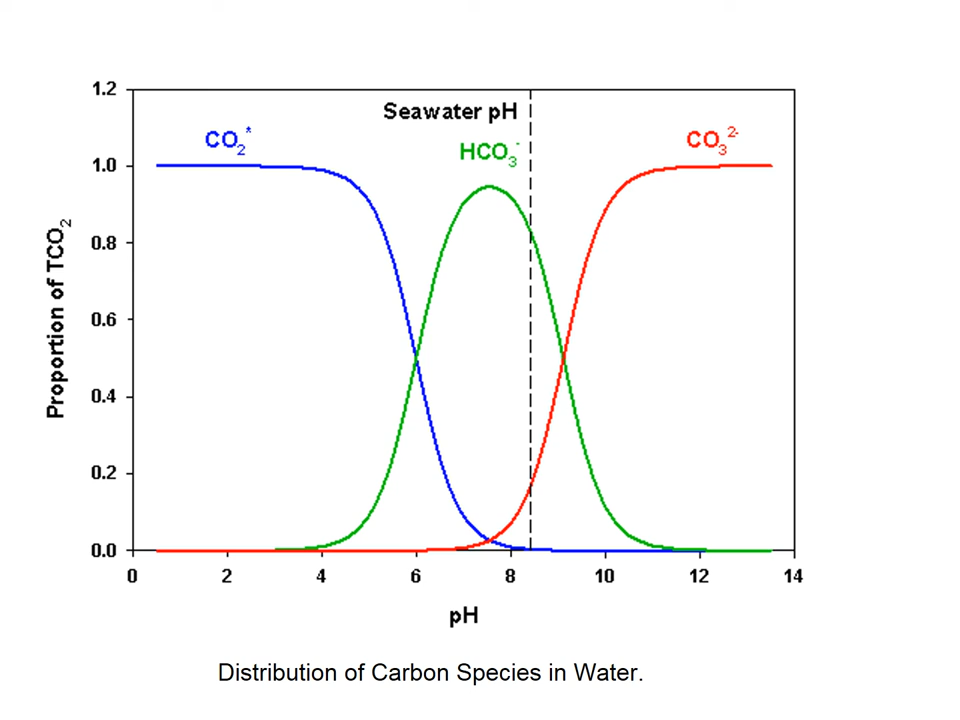 1.2
Seawater pH
CO₂*
HCO₃⁻
CO₃²⁻
1.0
0.8
0.6
0.4
0.2
0.0
Proportion of TCO₂
0 2 4 6 8 10 12 14
pH
Distribution of Carbon Species in Water.